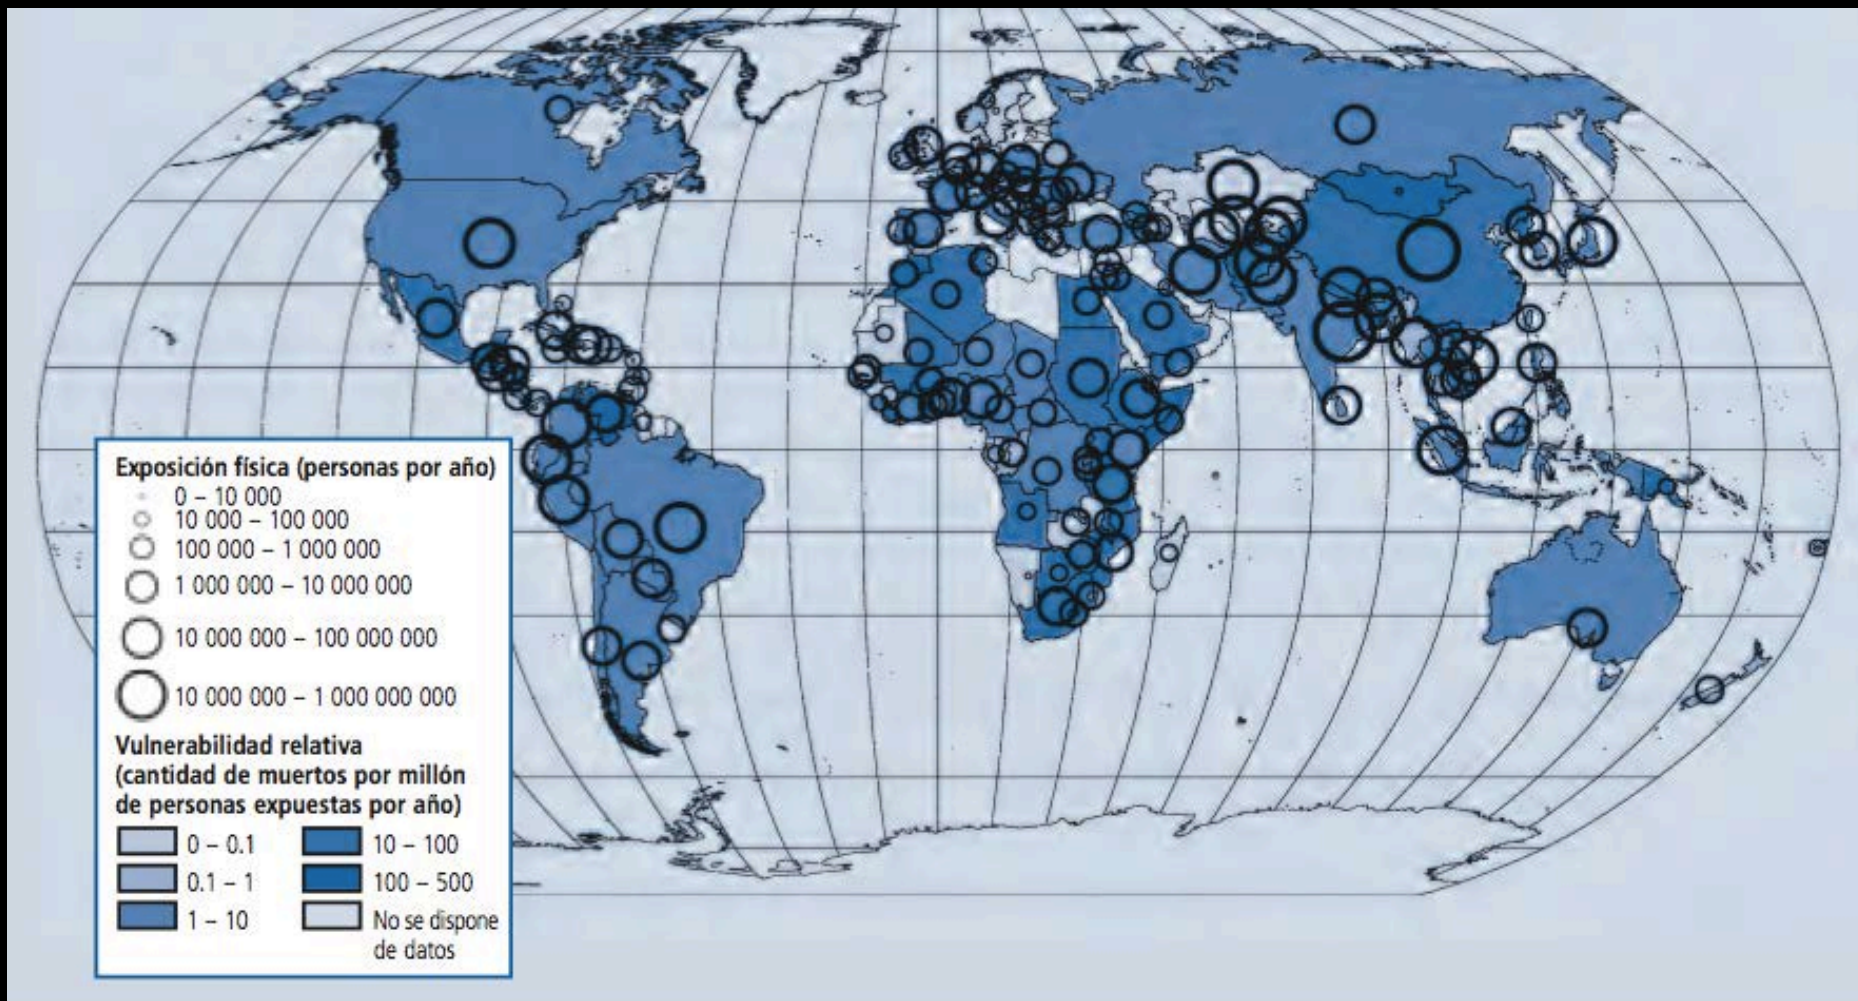 Exposición física (personas por año)
0 – 10 000
10 000 – 100 000
100 000 – 1 000 000
1 000 000 – 10 000 000
10 000 000 – 100 000 000
10 000 000 – 1 000 000 000
Vulnerabilidad relativa
(cantidad de muertos por millón
de personas expuestas por año)
0 – 0.1
0.1 – 1
1 – 10
10 – 100
100 – 500
No se dispone
de datos